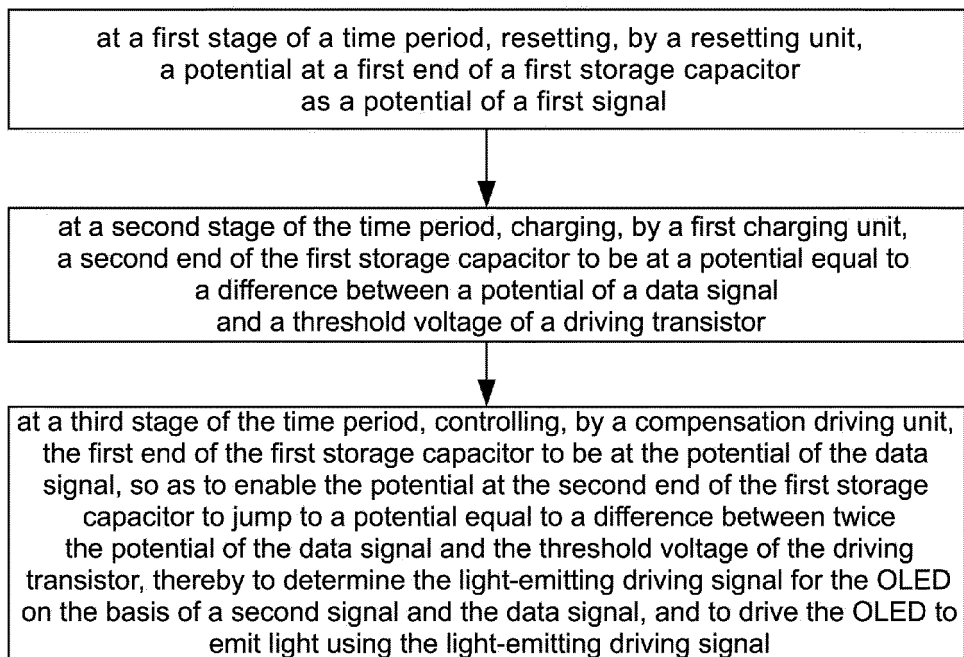 at a first stage of a time period, resetting, by a resetting unit,
a potential at a first end of a first storage capacitor
as a potential of a first signal
at a second stage of the time period, charging, by a first charging unit,
a second end of the first storage capacitor to be at a potential equal to
a difference between a potential of a data signal
and a threshold voltage of a driving transistor
at a third stage of the time period, controlling, by a compensation driving unit,
the first end of the first storage capacitor to be at the potential of the data
signal, so as to enable the potential at the second end of the first storage
capacitor to jump to a potential equal to a difference between twice
the potential of the data signal and the threshold voltage of the driving
transistor, thereby to determine the light-emitting driving signal for the OLED
on the basis of a second signal and the data signal, and to drive the OLED to
emit light using the light-emitting driving signal